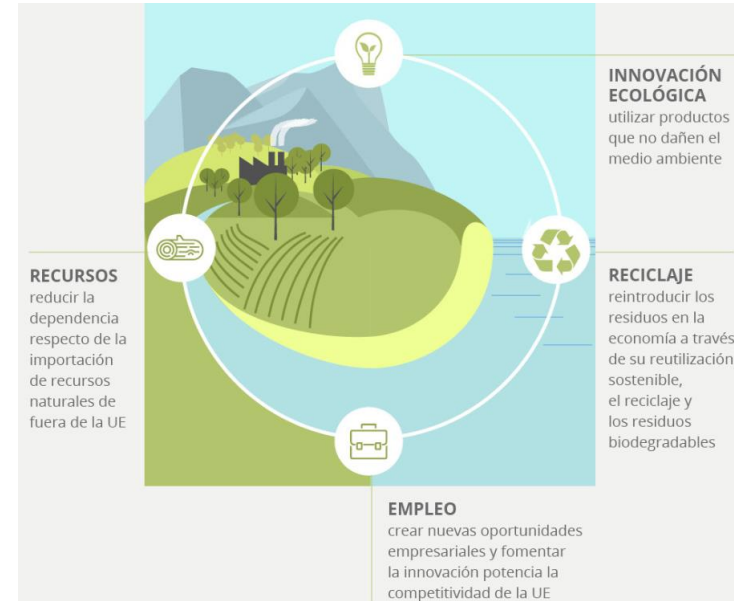 INNOVACIÓN
ECOLÓGICA
utilizar productos
que no dañen el
medio ambiente
RECURSOS
reducir la
dependencia
respecto de la
importación
de recursos
naturales de
fuera de la UE
RECICLAJE
reintroducir los
residuos en la
economía a través
de su reutilización
sostenible,
el reciclaje y
los residuos
biodegradables
EMPLEO
crear nuevas oportunidades
empresariales y fomentar
la innovación potencia la
competitividad de la UE